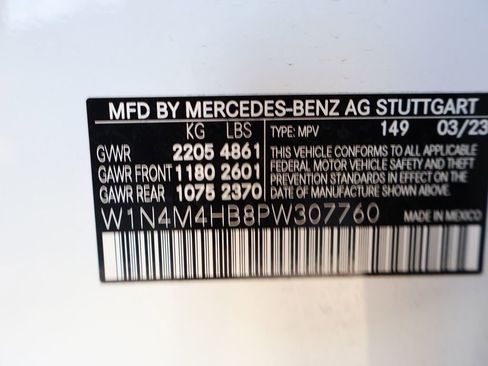 MFD BY MERCEDES-BENZ AG STUTTGART
KG LBS TYPE: MPV 149 03/23
GVWR 2205 4861 THIS VEHICLE CONFORMS TO ALL APPLICABLE
GAWR FRONT 1180 2601 FEDERAL MOTOR VEHICLE SAFETY AND THEFT
GAWR REAR 1075 2370 PREVENTION STANDARDS IN EFFECT ON THE
DATE OF MANUFACTURE SHOWN ABOVE.
W1N4M4HB8PW307760 MADE IN MEXICO